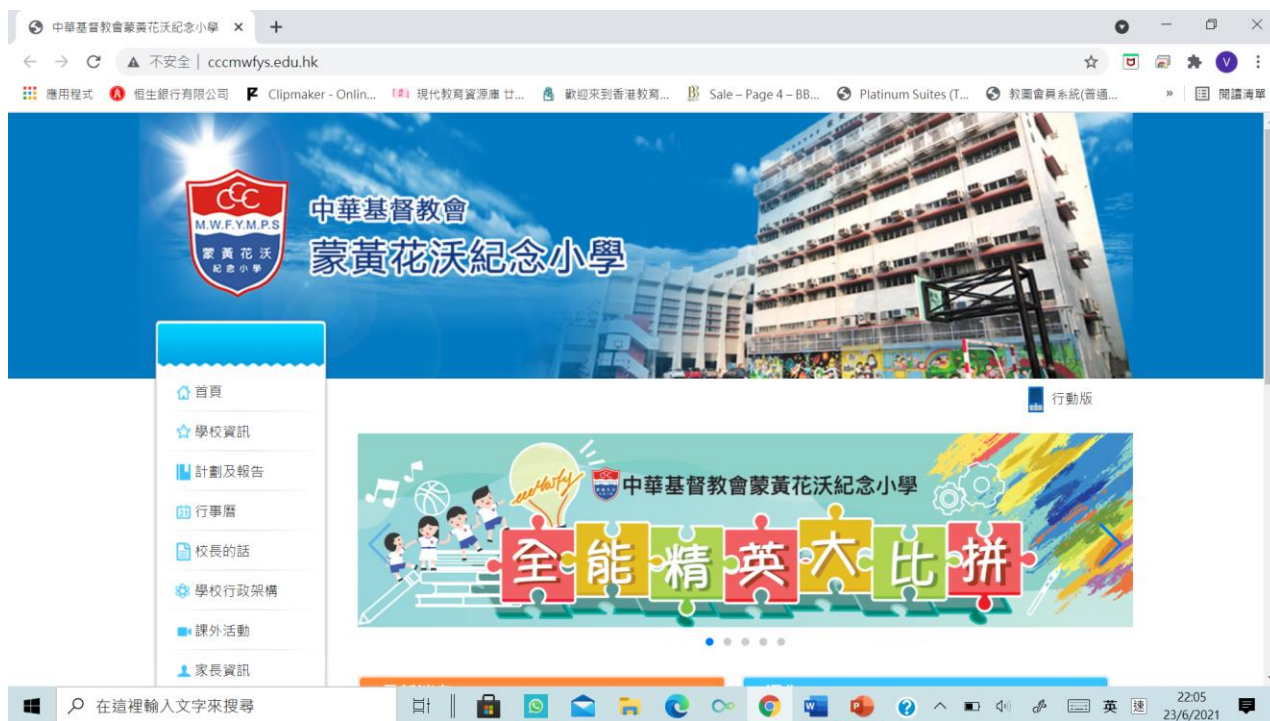 中華基督教會蒙黃花沃紀念小學
不安全 | cccmwfys.edu.hk
V
應用程式 恒生銀行有限公司 Clipmaker - Onlin... 現代教育資源庫 廿... 歡迎來到香港教育... Sale – Page 4 – BB... Platinum Suites (T... 教圖會員系統(普通... » 閱讀清單
CCC
M.W.F.Y.M.P.S
蒙黃花沃
紀念小學
中華基督教會
蒙黃花沃紀念小學
首頁
行動版
學校資訊
計劃及報告
行事曆
校長的話
學校行政架構
課外活動
家長資訊
中華基督教會蒙黃花沃紀念小學
全能精英大比拼
在這裡輸入文字來搜尋
英 速
22:05
23/6/2021